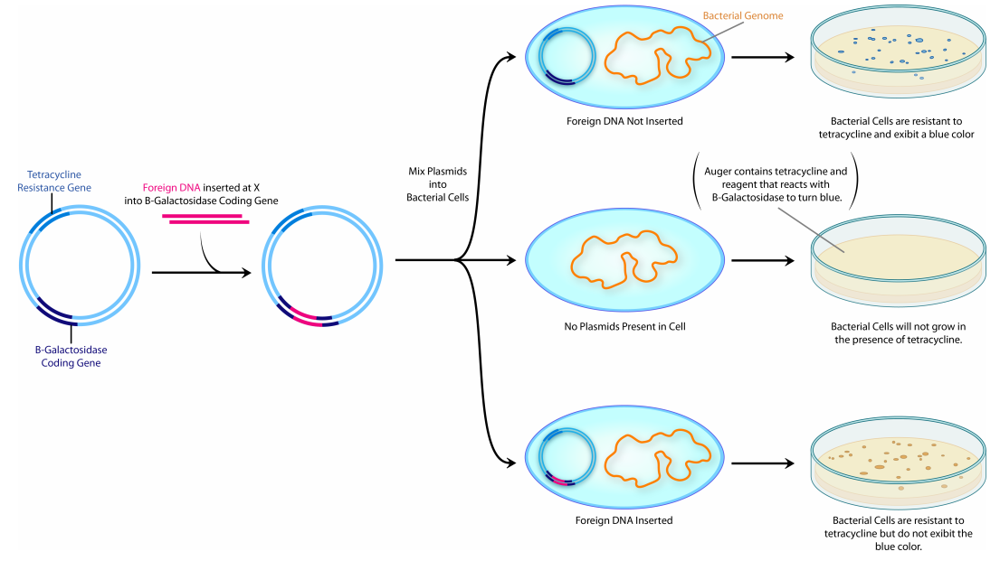 Tetracycline
Resistance Gene
Foreign DNA inserted at X
into B-Galactosidase Coding Gene
B-Galactosidase
Coding Gene
Mix Plasmids
into
Bacterial Cells
Bacterial Genome
Foreign DNA Not Inserted
Bacterial Cells are resistant to
tetracycline and exibit a blue color
Auger contains tetracycline and
reagent that reacts with
B-Galactosidase to turn blue.
No Plasmids Present in Cell
Bacterial Cells will not grow in
the presence of tetracycline.
Foreign DNA Inserted
Bacterial Cells are resistant to
tetracycline but do not exibit the
blue color.